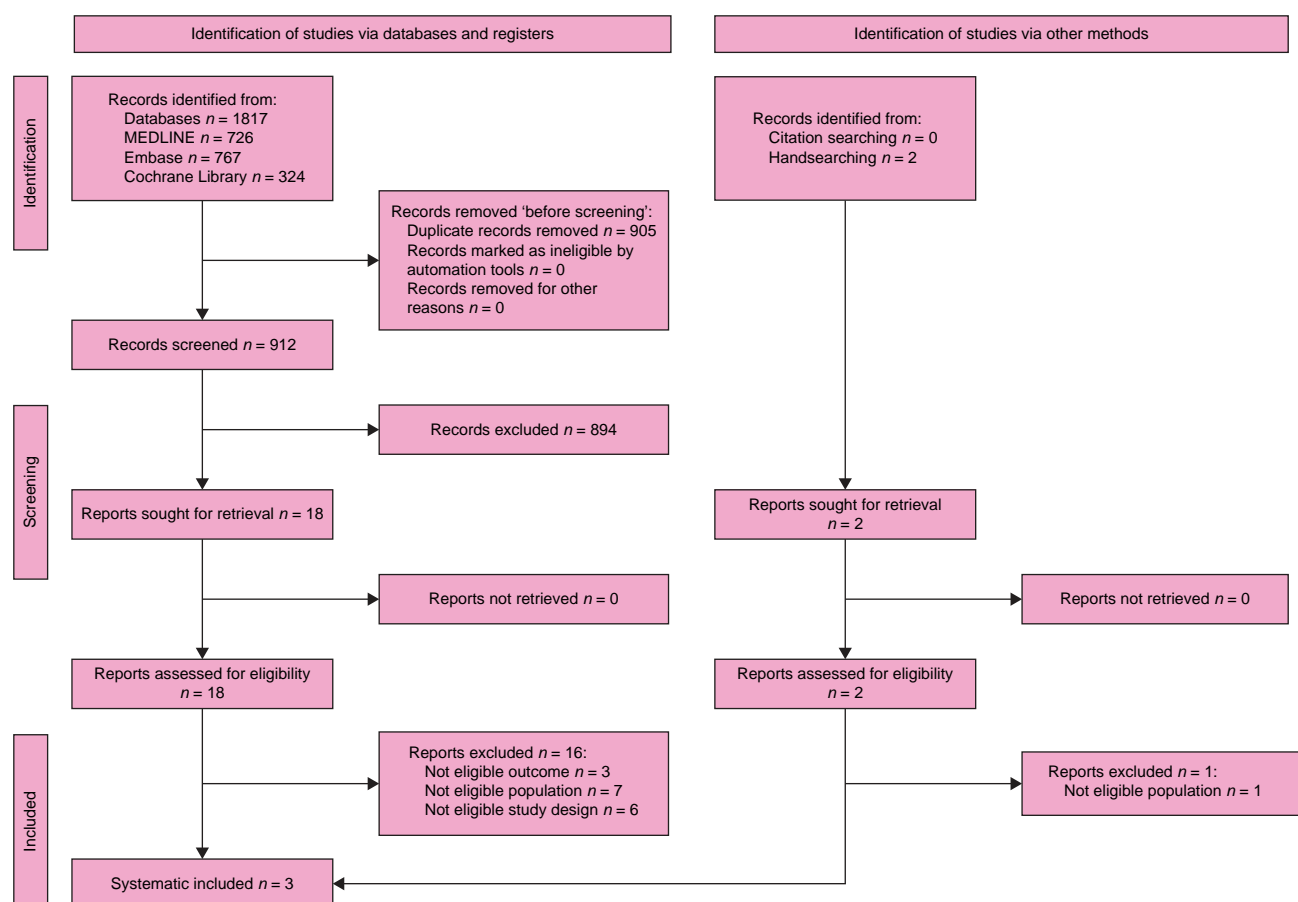 Identification of studies via databases and registers
Identification of studies via other methods
Identification
Records identified from:
Databases n = 1817
MEDLINE n = 726
Embase n = 767
Cochrane Library n = 324
Records identified from:
Citation searching n = 0
Handsearching n = 2
Records removed ‘before screening’:
Duplicate records removed n = 905
Records marked as ineligible by
automation tools n = 0
Records removed for other
reasons n = 0
Records screened n = 912
Screening
Records excluded n = 894
Reports sought for retrieval n = 18
Reports sought for retrieval
n = 2
Reports not retrieved n = 0
Reports not retrieved n = 0
Reports assessed for eligibility
n = 18
Reports assessed for eligibility
n = 2
Included
Reports excluded n = 16:
Not eligible outcome n = 3
Not eligible population n = 7
Not eligible study design n = 6
Reports excluded n = 1:
Not eligible population n = 1
Systematic included n = 3